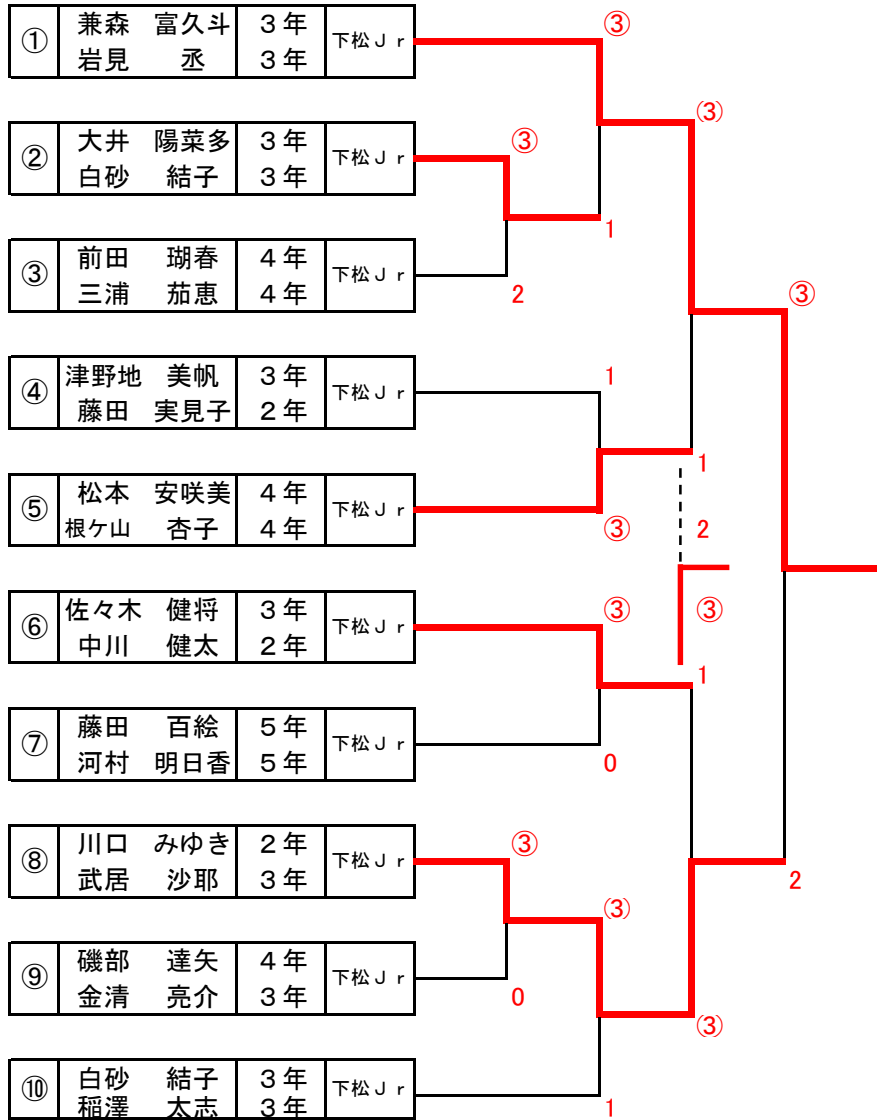 ① 兼森 富久斗 3年 下松Jr ③
岩見 丞 3年
(3)
② 大井 陽菜多 3年 下松Jr ③
白砂 結子 3年
1
③ 前田 瑚春 4年 下松Jr
三浦 茄恵 4年 2 ③
④ 津野地 美帆 3年 下松Jr 1
藤田 実見子 2年
1
⑤ 松本 安咲美 4年 下松Jr
根ケ山 杏子 4年 ③ 2
⑥ 佐々木 健将 3年 下松Jr ③ ③
中川 健太 2年
1
⑦ 藤田 百絵 5年 下松Jr
河村 明日香 5年 0
⑧ 川口 みゆき 2年 下松Jr ③
武居 沙耶 3年 2
(3)
⑨ 磯部 達矢 4年 下松Jr
金清 亮介 3年 0
(3)
⑩ 白砂 結子 3年 下松Jr
稲澤 太志 3年 1